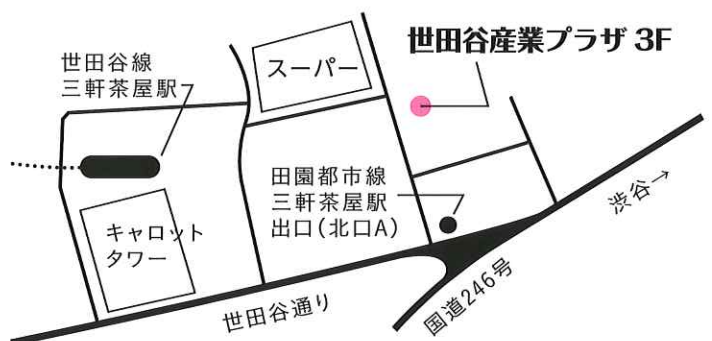 世田谷産業プラザ 3F
世田谷線
三軒茶屋駅
スーパー
田園都市線
三軒茶屋駅
出口(北口A)
キャロット
タワー
渋谷→
世田谷通り
国道246号